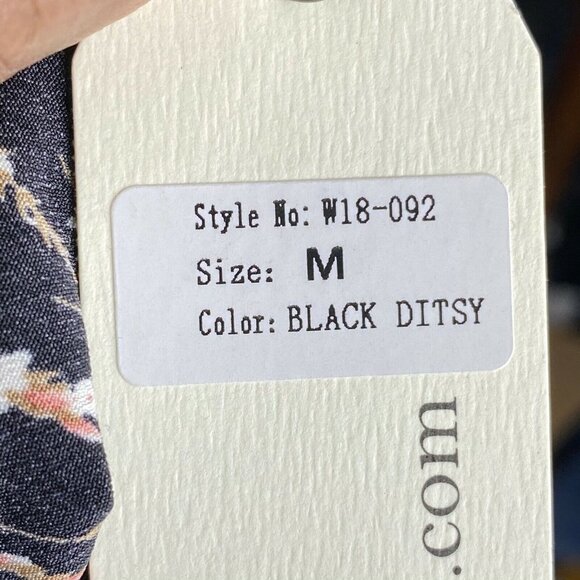 Style No: W18-092
Size: M
Color: BLACK DITSY
.com